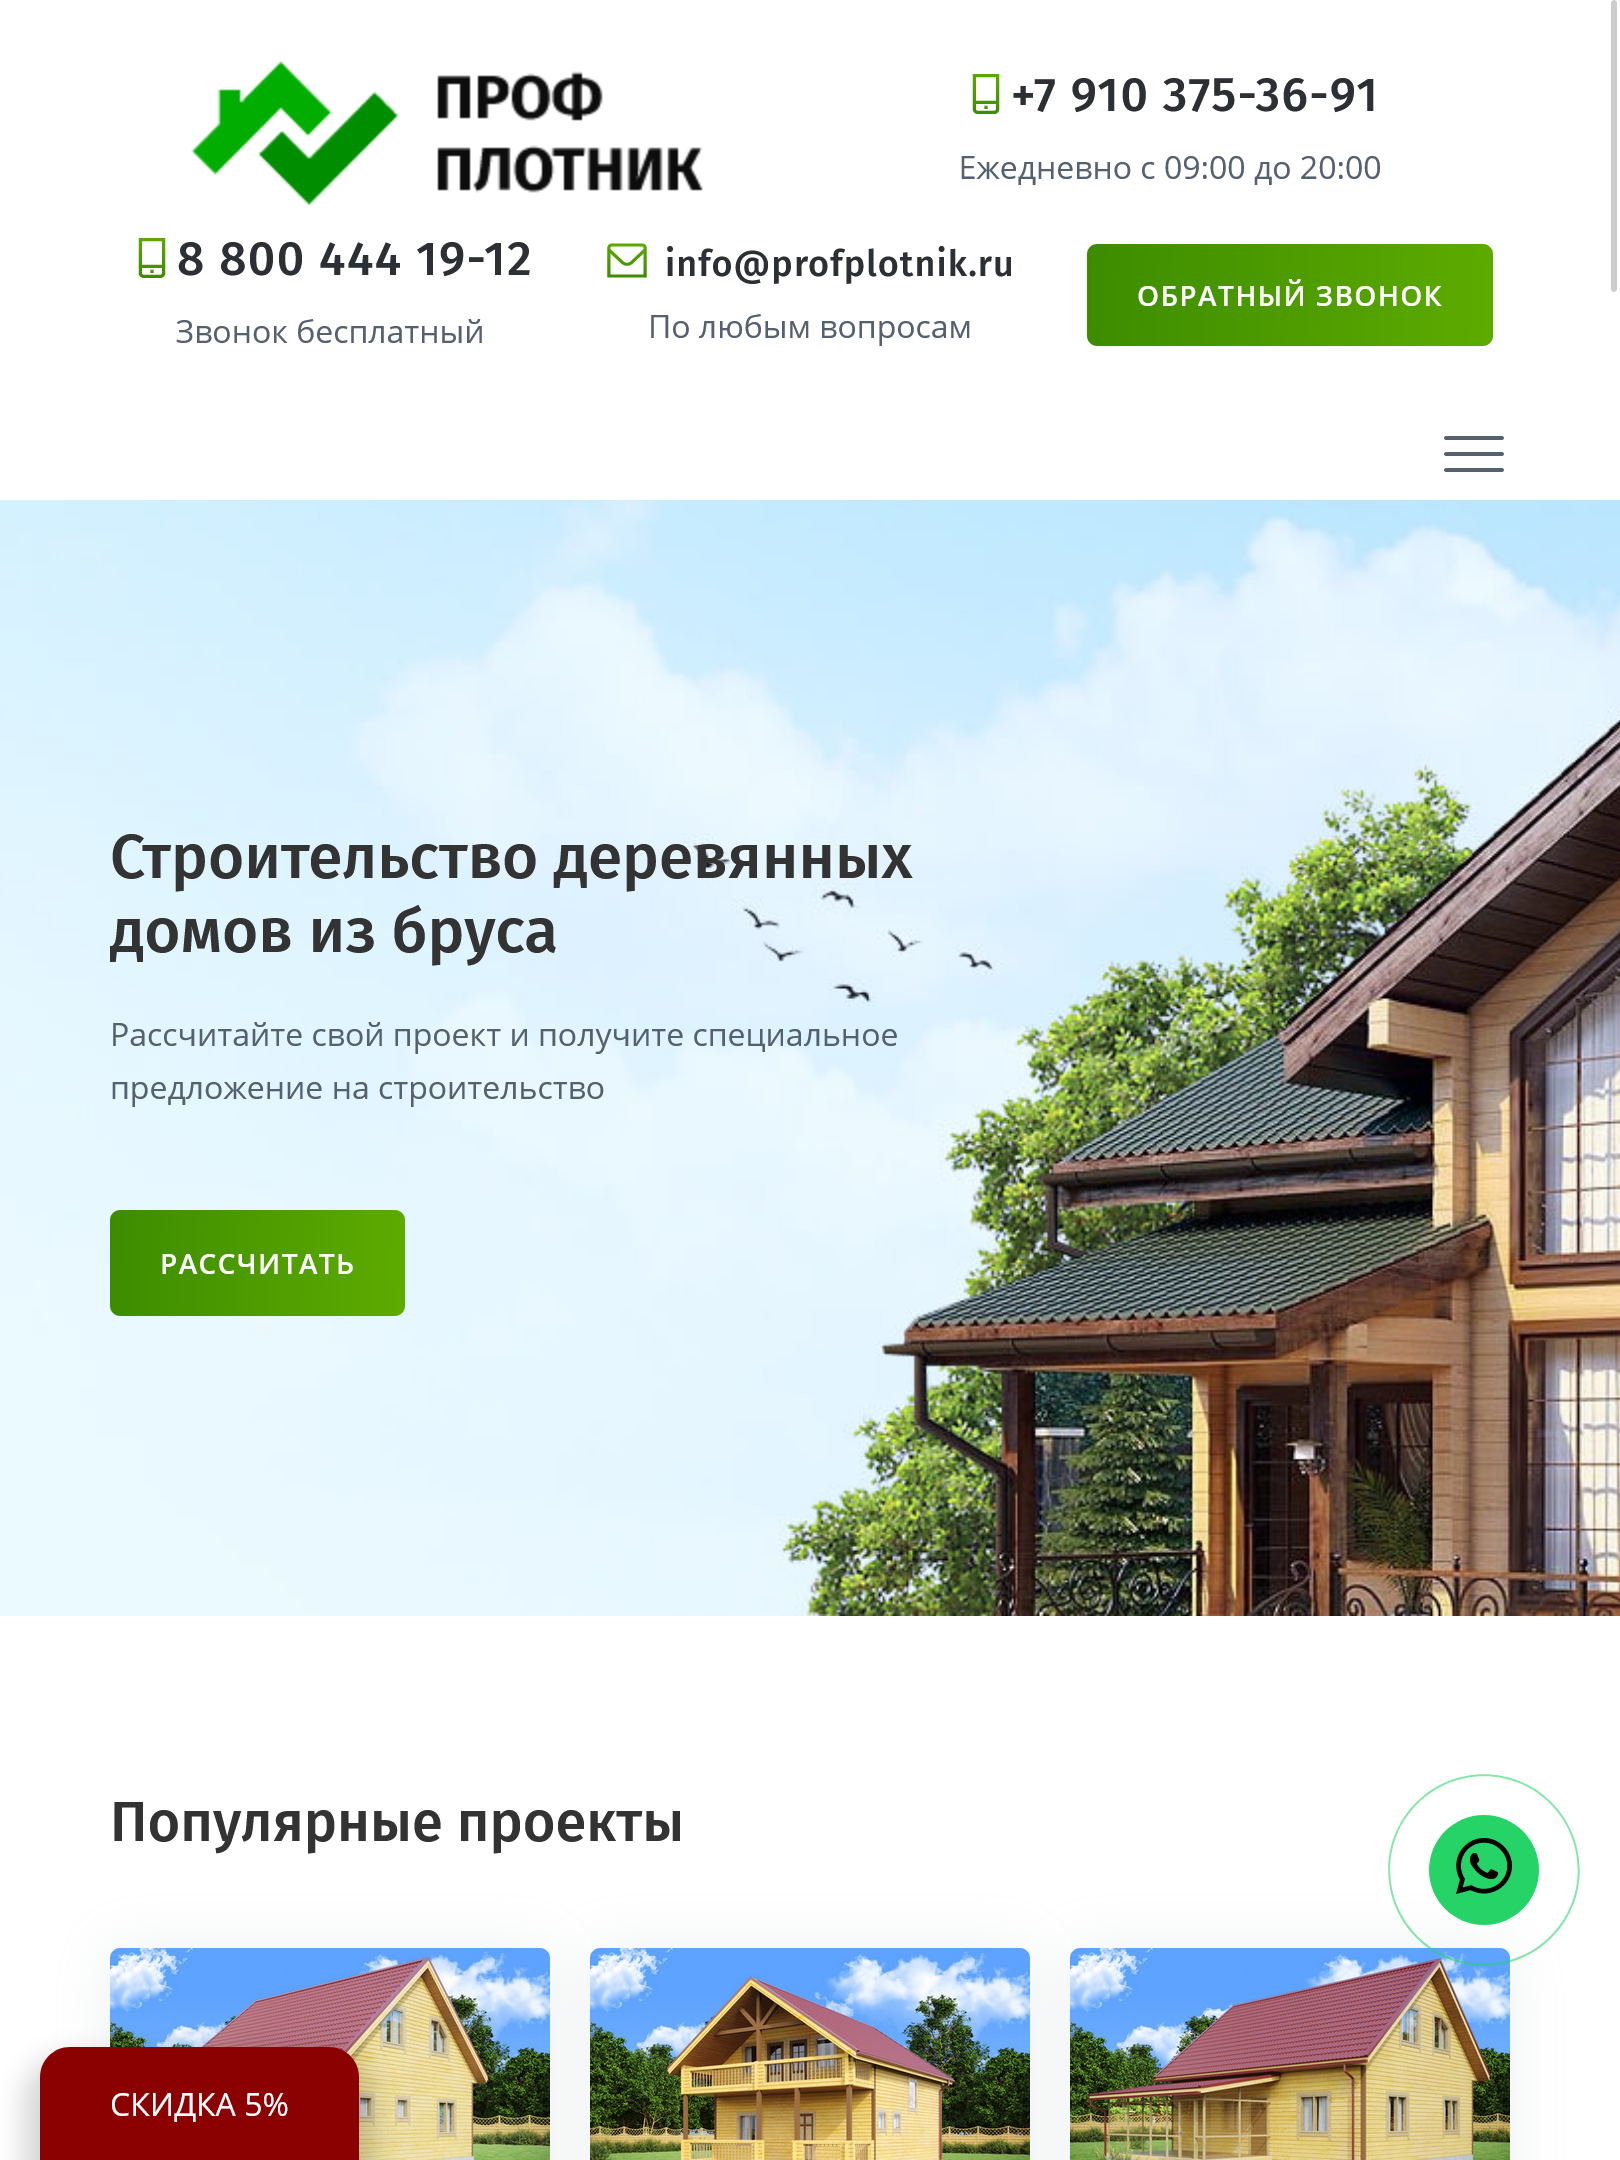 ПРОФ
ПЛОТНИК
+7 910 375-36-91
Ежедневно с 09:00 до 20:00
8 800 444 19-12
Звонок бесплатный
info@profplotnik.ru
По любым вопросам
ОБРАТНЫЙ ЗВОНОК
Строительство деревянных
домов из бруса
Рассчитайте свой проект и получите специальное
предложение на строительство
РАССЧИТАТЬ
Популярные проекты
СКИДКА 5%